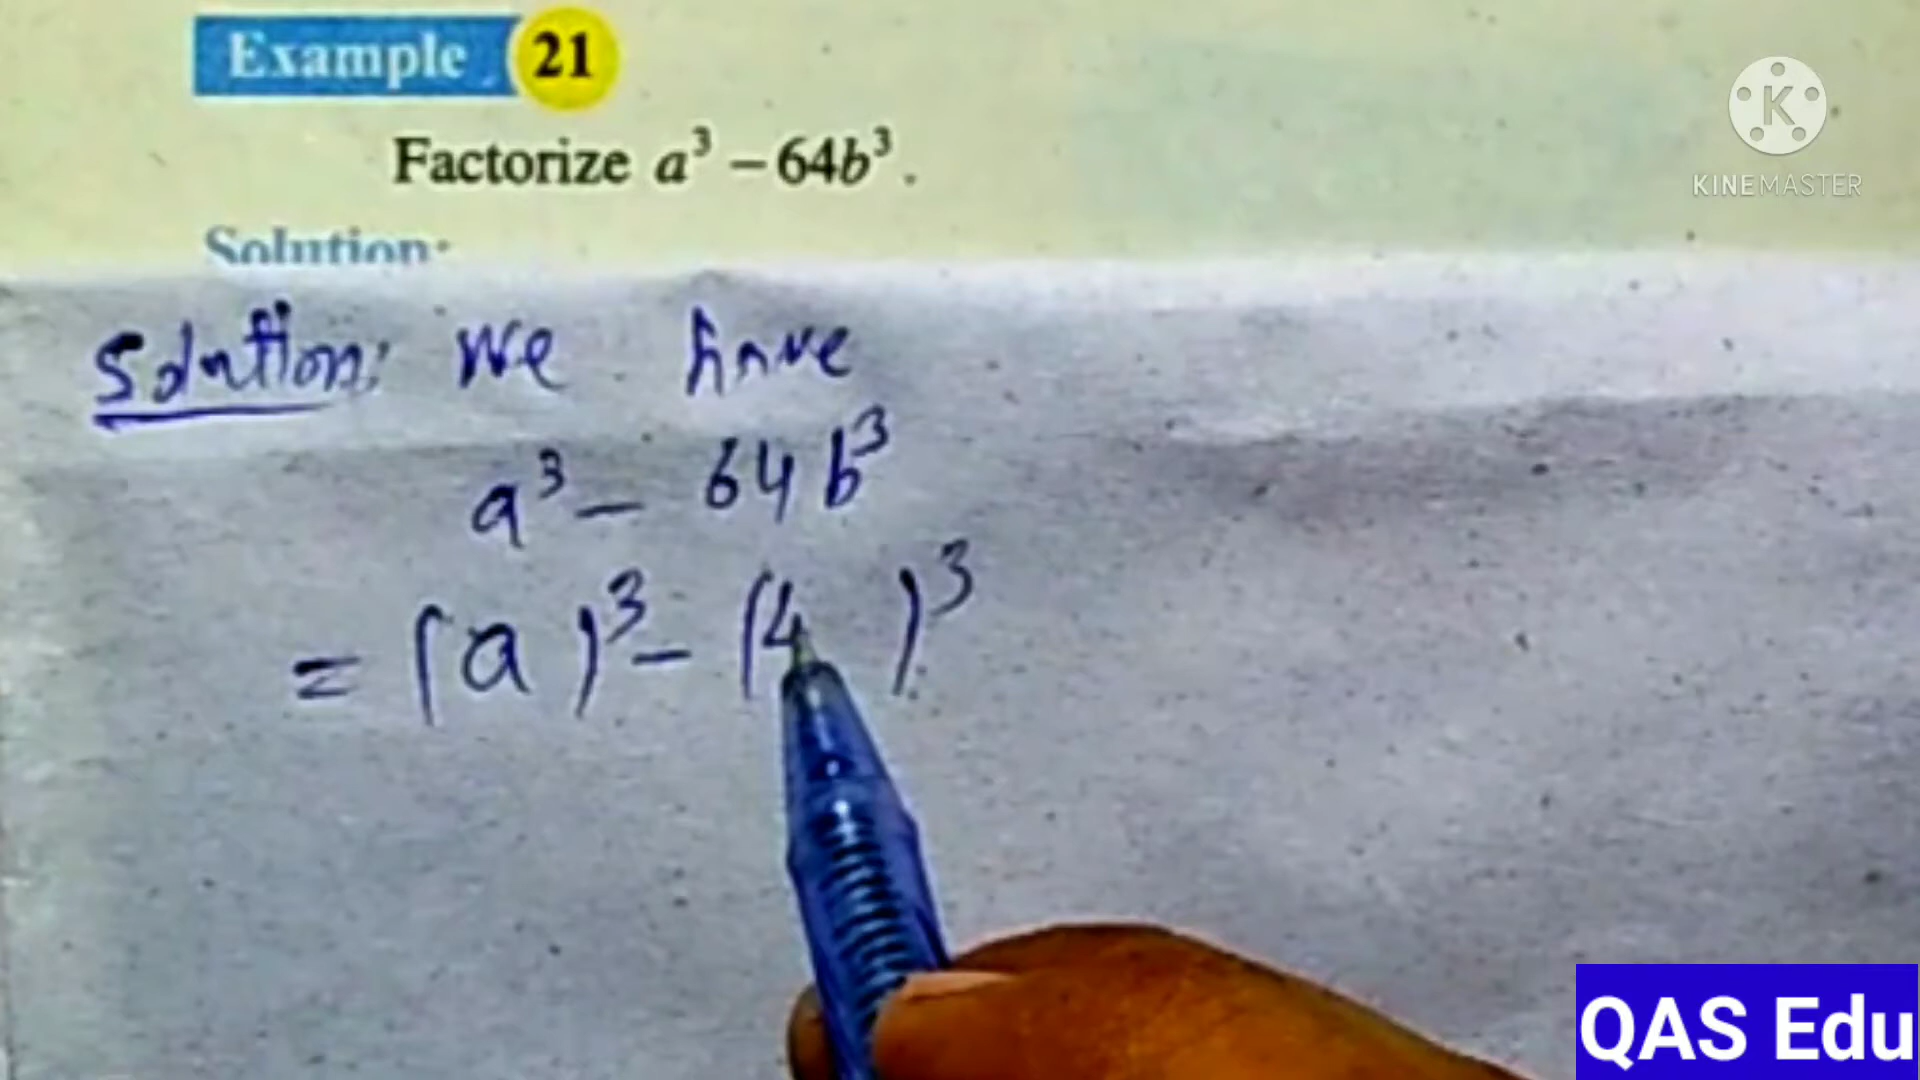 Example 21
Factorize a³ – 64b³.
Solution:
Solution: We have
a³ – 64b³
= (a)³ – (4 )³
K
KINEMASTER
QAS Edu